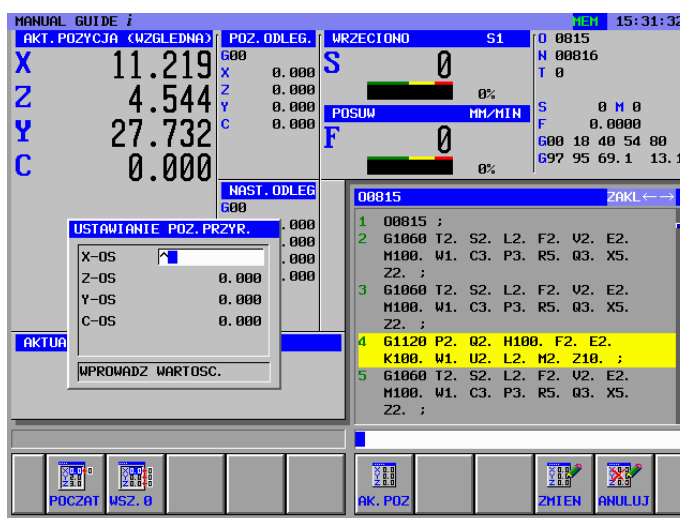 MANUAL GUIDE i MEM 15:31:32
AKT.POZYCJA (WZGLEDNA)
X 11.219
Z 4.544
Y 27.732
C 0.000
POZ.ODLEG.
G00
X 0.000
Z 0.000
Y 0.000
C 0.000
NAST.ODLEG
G00
.000
.000
.000
.000
WRZECIONO S1
S 0
0%
POSUW MM/MIN
F 0
0%
O 0815
N 00816
T 0
S 0 M 0
F 0.0000
G00 18 40 54 80
G97 95 69.1 13.1
USTAWIANIE POZ.PRZYR.
X-OS ^
Z-OS 0.000
Y-OS 0.000
C-OS 0.000
WPROWADZ WARTOSC.
AKTUA
O0815 ZAKL←→
1 O0815 ;
2 G1060 T2. S2. L2. F2. V2. E2.
M100. W1. C3. P3. R5. Q3. X5.
Z2. ;
3 G1060 T2. S2. L2. F2. V2. E2.
M100. W1. C3. P3. R5. Q3. X5.
Z2. ;
4 G1120 P2. Q2. H100. F2. E2.
K100. W1. U2. L2. M2. Z10. ;
5 G1060 T2. S2. L2. F2. V2. E2.
M100. W1. C3. P3. R5. Q3. X5.
Z2. ;
POCZAT WSZ.0 AK.POZ ZMIEN ANULUJ